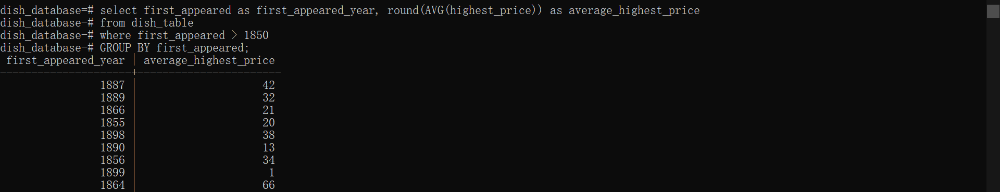 dish_database=# select first_appeared as first_appeared_year, round(AVG(highest_price)) as average_highest_price
dish_database-# from dish_table
dish_database-# where first_appeared > 1850
dish_database-# GROUP BY first_appeared;
 first_appeared_year | average_highest_price
---------------------+-----------------------
                1887 |                    42
                1889 |                    32
                1866 |                    21
                1855 |                    20
                1898 |                    38
                1890 |                    13
                1856 |                    34
                1899 |                     1
                1864 |                    66